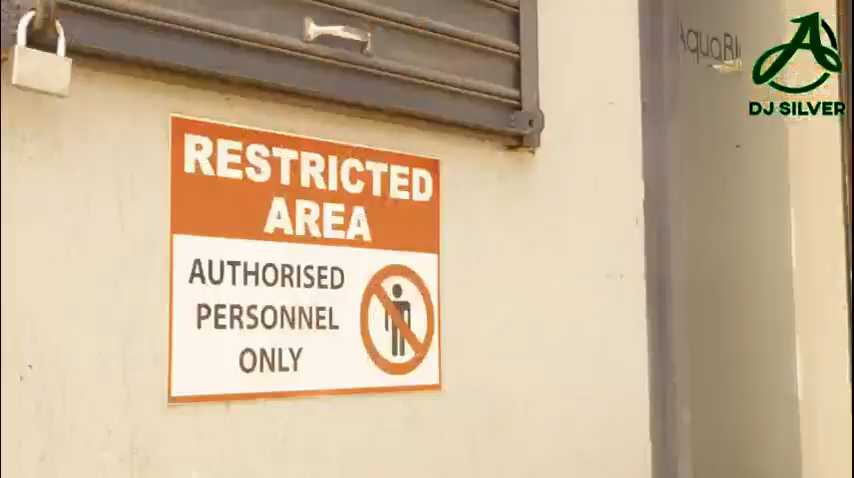 RESTRICTED
AREA
AUTHORISED
PERSONNEL
ONLY
DJ SILVER